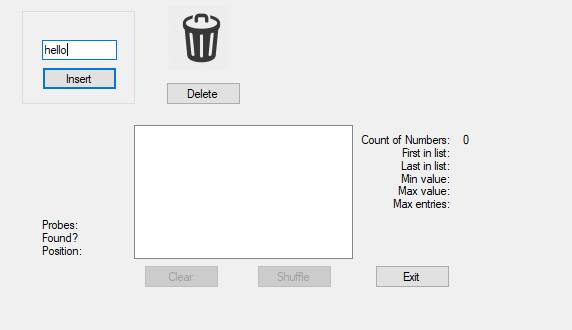 hello
Insert
Delete
Count of Numbers: 0
First in list:
Last in list:
Min value:
Max value:
Max entries:
Probes:
Found?
Position:
Clear
Shuffle
Exit